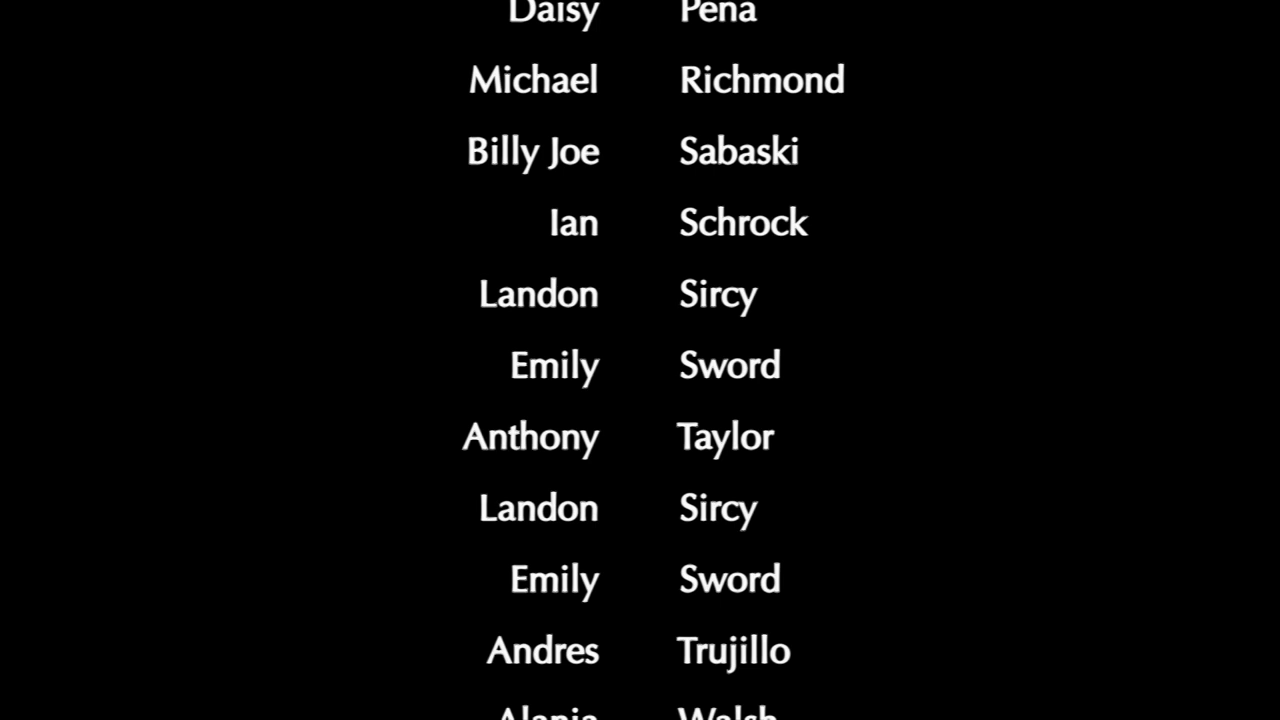 Daisy Pena
Michael Richmond
Billy Joe Sabaski
Ian Schrock
Landon Sircy
Emily Sword
Anthony Taylor
Landon Sircy
Emily Sword
Andres Trujillo
Walsh